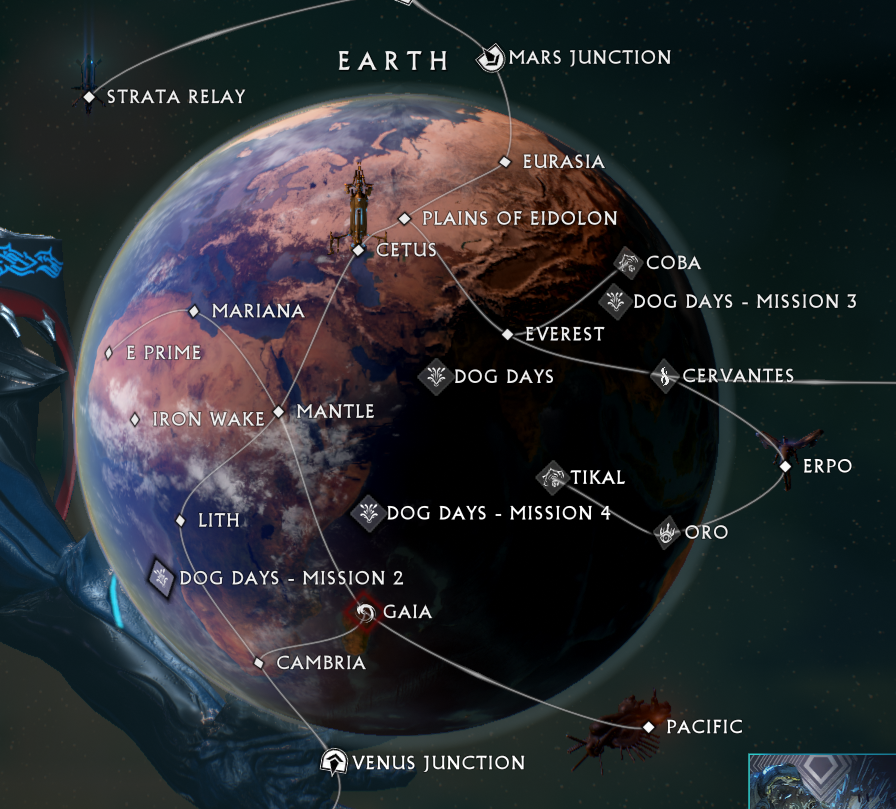 EARTH
MARS JUNCTION
STRATA RELAY
EURASIA
PLAINS OF EIDOLON
CETUS
COBA
DOG DAYS - MISSION 3
MARIANA
EVEREST
E PRIME
DOG DAYS
CERVANTES
IRON WAKE
MANTLE
ERPO
TIKAL
DOG DAYS - MISSION 4
LITH
ORO
DOG DAYS - MISSION 2
GAIA
CAMBRIA
PACIFIC
VENUS JUNCTION